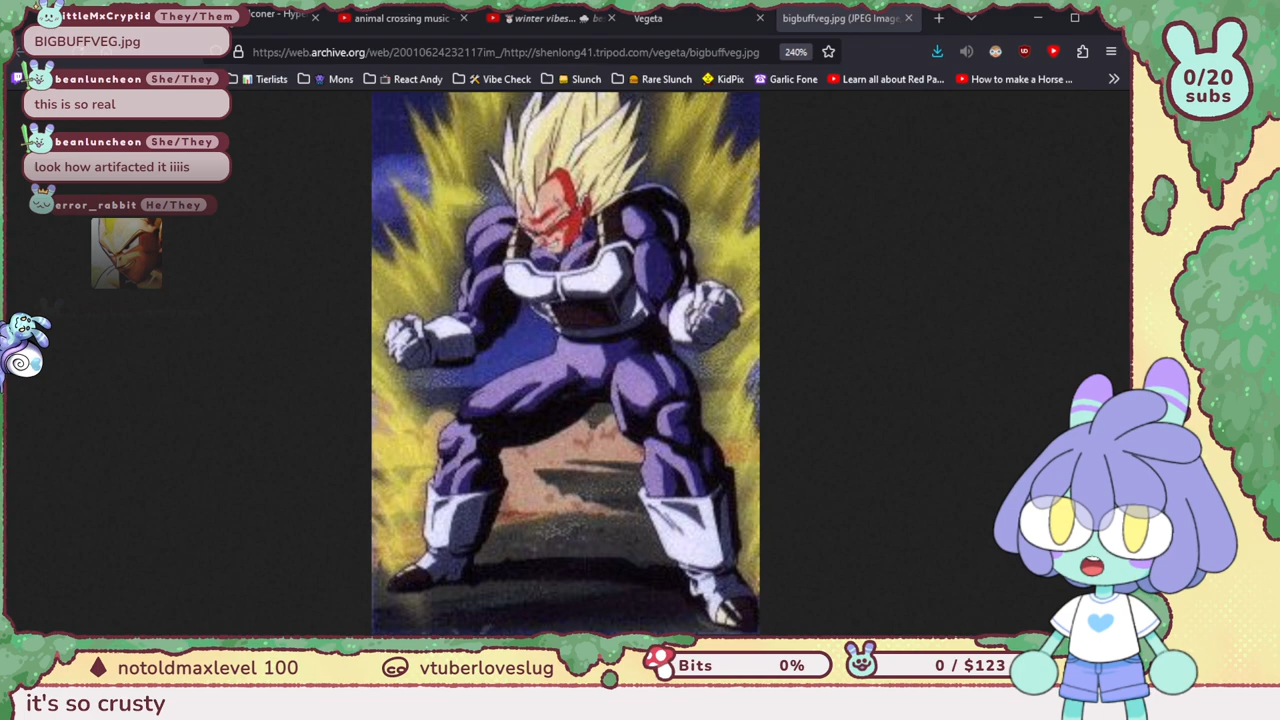 ittleMxCryptid They/Them
BIGBUFFVEG.jpg
beanluncheon She/They
this is so real
beanluncheon She/They
look how artifacted it iiiis
error_rabbit He/They
animal crossing music
winter vibes...
Vegeta
bigbuffveg.jpg (JPEG Image,
https://web.archive.org/web/20010624232117im_/http://shenlong41.tripod.com/vegeta/bigbuffveg.jpg
240%
Tierlists
Mons
React Andy
Vibe Check
Slunch
Rare Slunch
KidPix
Garlic Fone
Learn all about Red Pa...
How to make a Horse ...
0/20
subs
notoldmaxlevel 100
vtuberloveslug
Bits 0%
0 / $123
it's so crusty